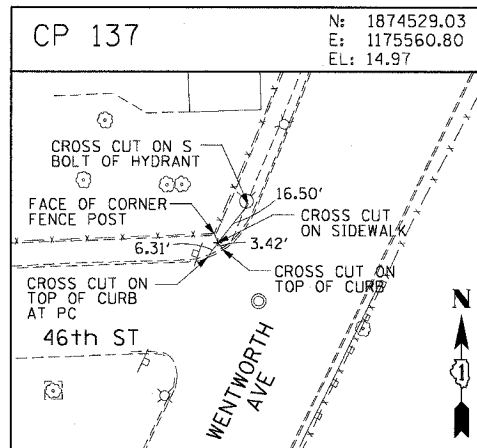 CP 137
N: 1874529.03
E: 1175560.80
EL: 14.97
CROSS CUT ON S
BOLT OF HYDRANT
FACE OF CORNER
FENCE POST
16.50'
CROSS CUT
ON SIDEWALK
6.31'
3.42'
CROSS CUT ON
TOP OF CURB
AT PC
CROSS CUT ON
TOP OF CURB
46th ST
WENTWORTH
AVE
N
1